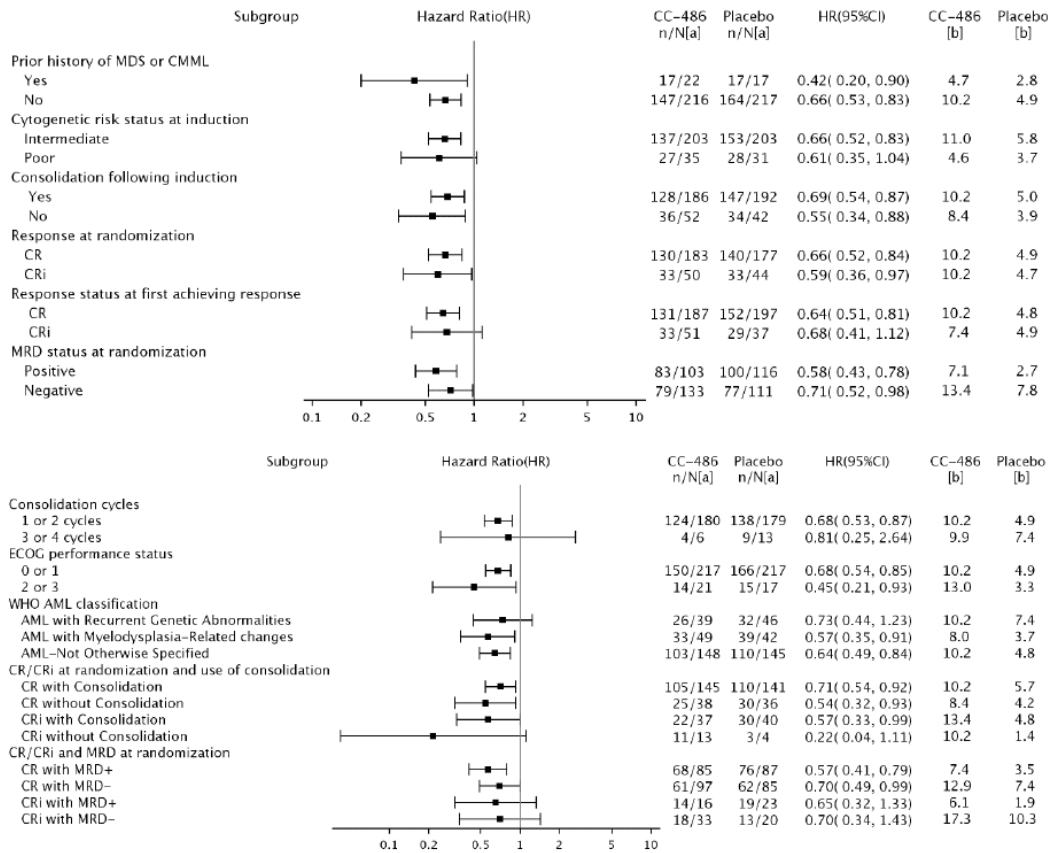 Subgroup Hazard Ratio(HR) CC-486 Placebo HR(95%CI) CC-486 Placebo
n/N[a] n/N[a] [b] [b]
Prior history of MDS or CMML
Yes 17/22 17/17 0.42( 0.20, 0.90) 4.7 2.8
No 147/216 164/217 0.66( 0.53, 0.83) 10.2 4.9
Cytogenetic risk status at induction
Intermediate 137/203 153/203 0.66( 0.52, 0.83) 11.0 5.8
Poor 27/35 28/31 0.61( 0.35, 1.04) 4.6 3.7
Consolidation following induction
Yes 128/186 147/192 0.69( 0.54, 0.87) 10.2 5.0
No 36/52 34/42 0.55( 0.34, 0.88) 8.4 3.9
Response at randomization
CR 130/183 140/177 0.66( 0.52, 0.84) 10.2 4.9
CRi 33/50 33/44 0.59( 0.36, 0.97) 10.2 4.7
Response status at first achieving response
CR 131/187 152/197 0.64( 0.51, 0.81) 10.2 4.8
CRi 33/51 29/37 0.68( 0.41, 1.12) 7.4 4.9
MRD status at randomization
Positive 83/103 100/116 0.58( 0.43, 0.78) 7.1 2.7
Negative 79/133 77/111 0.71( 0.52, 0.98) 13.4 7.8
0.1 0.2 0.5 1 2 5 10
Subgroup Hazard Ratio(HR) CC-486 Placebo HR(95%CI) CC-486 Placebo
n/N[a] n/N[a] [b] [b]
Consolidation cycles
1 or 2 cycles 124/180 138/179 0.68( 0.53, 0.87) 10.2 4.9
3 or 4 cycles 4/6 9/13 0.81( 0.25, 2.64) 9.9 7.4
ECOG performance status
0 or 1 150/217 166/217 0.68( 0.54, 0.85) 10.2 4.9
2 or 3 14/21 15/17 0.45( 0.21, 0.93) 13.0 3.3
WHO AML classification
AML with Recurrent Genetic Abnormalities 26/39 32/46 0.73( 0.44, 1.23) 10.2 7.4
AML with Myelodysplasia-Related changes 33/49 39/42 0.57( 0.35, 0.91) 8.0 3.7
AML-Not Otherwise Specified 103/148 110/145 0.64( 0.49, 0.84) 10.2 4.8
CR/CRi at randomization and use of consolidation
CR with Consolidation 105/145 110/141 0.71( 0.54, 0.92) 10.2 5.7
CR without Consolidation 25/38 30/36 0.54( 0.32, 0.93) 8.4 4.2
CRi with Consolidation 22/37 30/40 0.57( 0.33, 0.99) 13.4 4.8
CRi without Consolidation 11/13 3/4 0.22( 0.04, 1.11) 10.2 1.4
CR/CRi and MRD at randomization
CR with MRD+ 68/85 76/87 0.57( 0.41, 0.79) 7.4 3.5
CR with MRD- 61/97 62/85 0.70( 0.49, 0.99) 12.9 7.4
CRi with MRD+ 14/16 19/23 0.65( 0.32, 1.33) 6.1 1.9
CRi with MRD- 18/33 13/20 0.70( 0.34, 1.43) 17.3 10.3
0.1 0.2 0.5 1 2 5 10